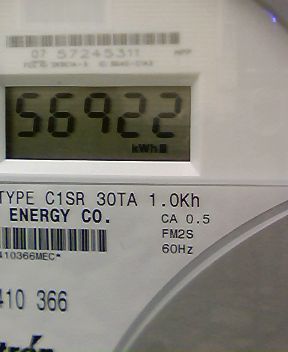 07 57245311
56922
kWh
TYPE C1SR 30TA 1.0Kh
ENERGY CO. CA 0.5
FM2S
410366MEC* 60Hz
410 366